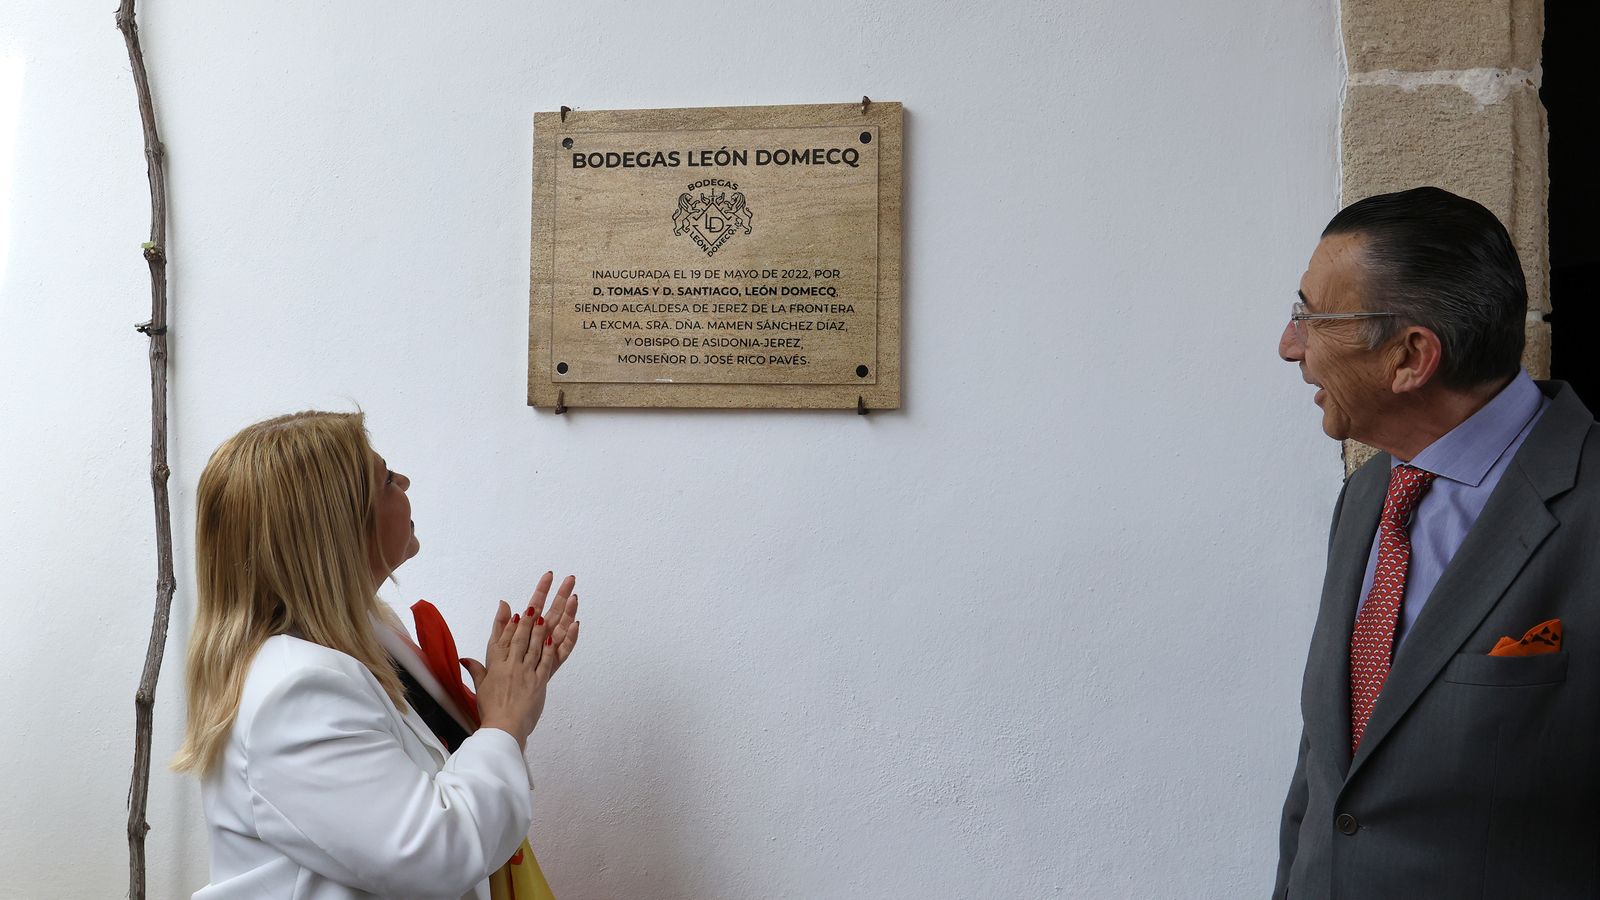 BODEGAS LEÓN DOMECQ
BODEGAS
LD
LEÓN DOMECQ
INAUGURADA EL 19 DE MAYO DE 2022, POR
D. TOMAS Y D. SANTIAGO, LEÓN DOMECQ,
SIENDO ALCALDESA DE JEREZ DE LA FRONTERA
LA EXCMA. SRA. DÑA. MAMEN SÁNCHEZ DÍAZ,
Y OBISPO DE ASIDONIA-JEREZ,
MONSEÑOR D. JOSÉ RICO PAVÉS.